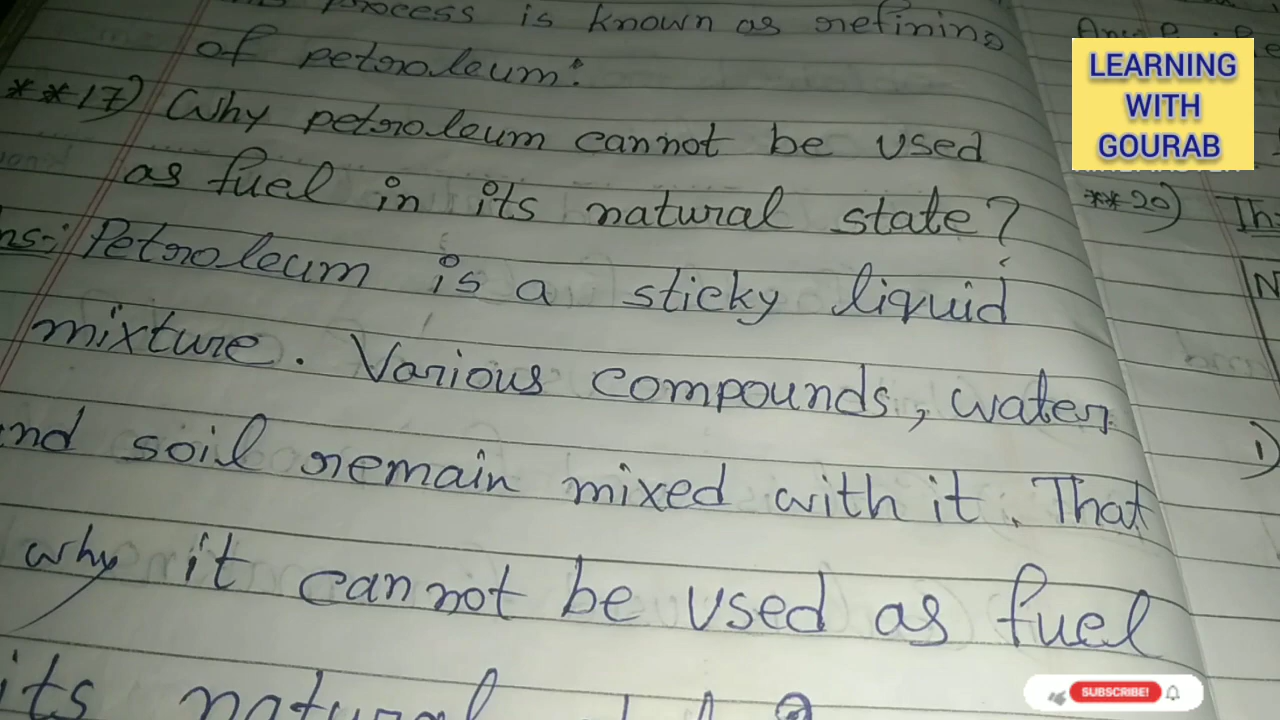 process is known as refining
of petroleum:
**17) Why petroleum cannot be used
as fuel in its natural state?
Petroleum is a sticky liquid
mixture. Various compounds, water
soil remain mixed with it. That
why it cannot be used as fuel
its natural
LEARNING
WITH
GOURAB
**20)
1)
SUBSCRIBE!